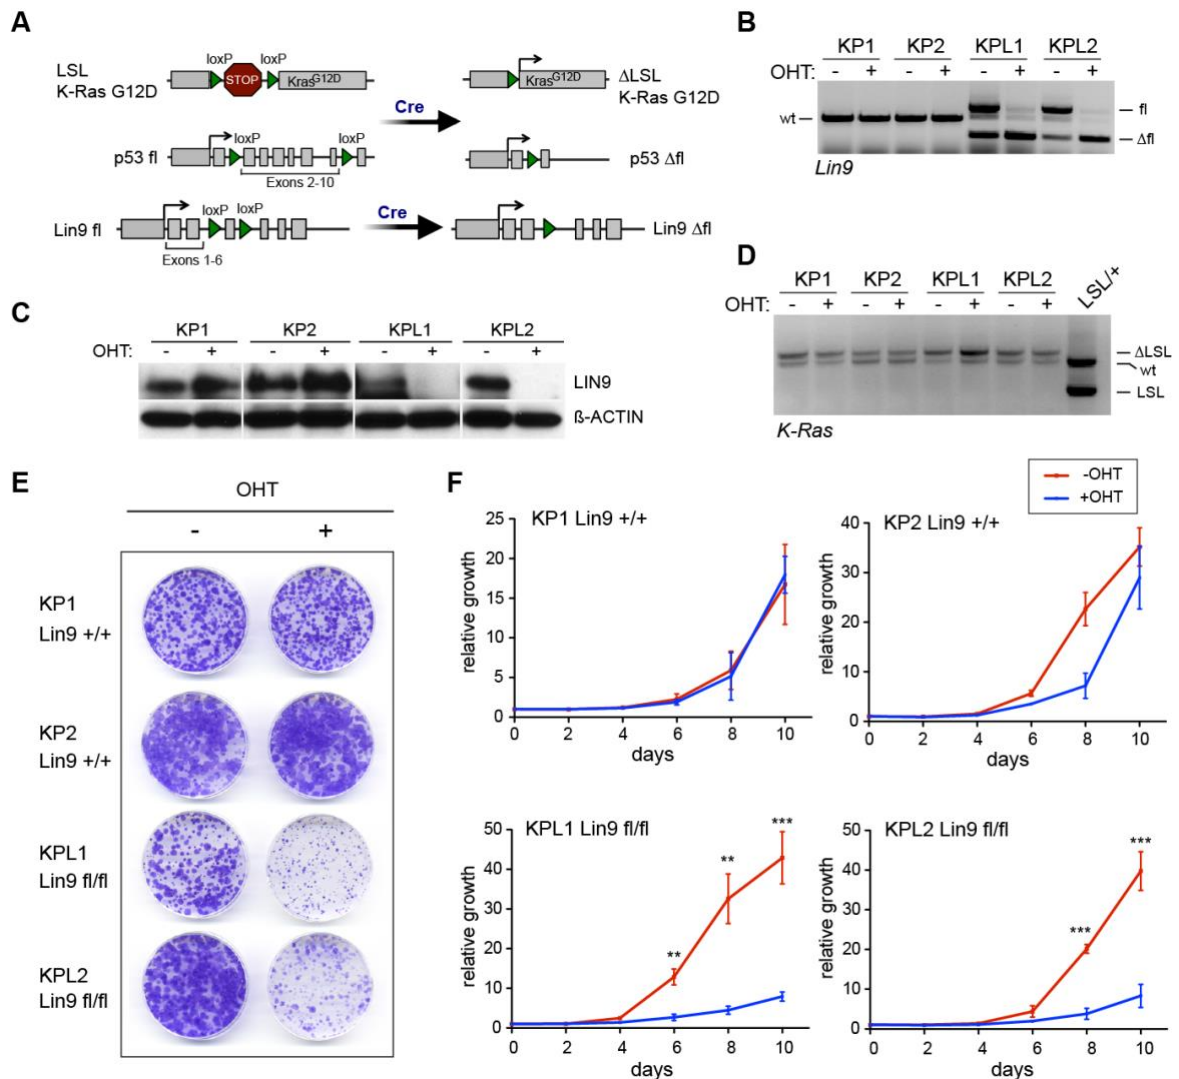 A
LSL
K-Ras G12D
loxP
loxP
STOP
KrasG12D
Cre
KrasG12D
ΔLSL
K-Ras G12D
p53 fl
loxP
loxP
Exons 2-10
p53 Δfl
Lin9 fl
loxP loxP
Exons 1-6
Cre
Lin9 Δfl
B
KP1 KP2 KPL1 KPL2
OHT: - + - + - + - +
wt
fl
Δfl
Lin9
C
KP1 KP2 KPL1 KPL2
OHT: - + - + - + - +
LIN9
ß-ACTIN
D
KP1 KP2 KPL1 KPL2 LSL/+
OHT: - + - + - + - +
ΔLSL
wt
LSL
K-Ras
E
OHT
- +
KP1
Lin9 +/+
KP2
Lin9 +/+
KPL1
Lin9 fl/fl
KPL2
Lin9 fl/fl
F
-OHT
+OHT
KP1 Lin9 +/+
relative growth
25
20
15
10
5
0
0 2 4 6 8 10
days
KP2 Lin9 +/+
relative growth
40
30
20
10
0
0 2 4 6 8 10
days
KPL1 Lin9 fl/fl
relative growth
50
40
30
20
10
0
** ** ***
0 2 4 6 8 10
days
KPL2 Lin9 fl/fl
relative growth
50
40
30
20
10
0
*** ***
0 2 4 6 8 10
days